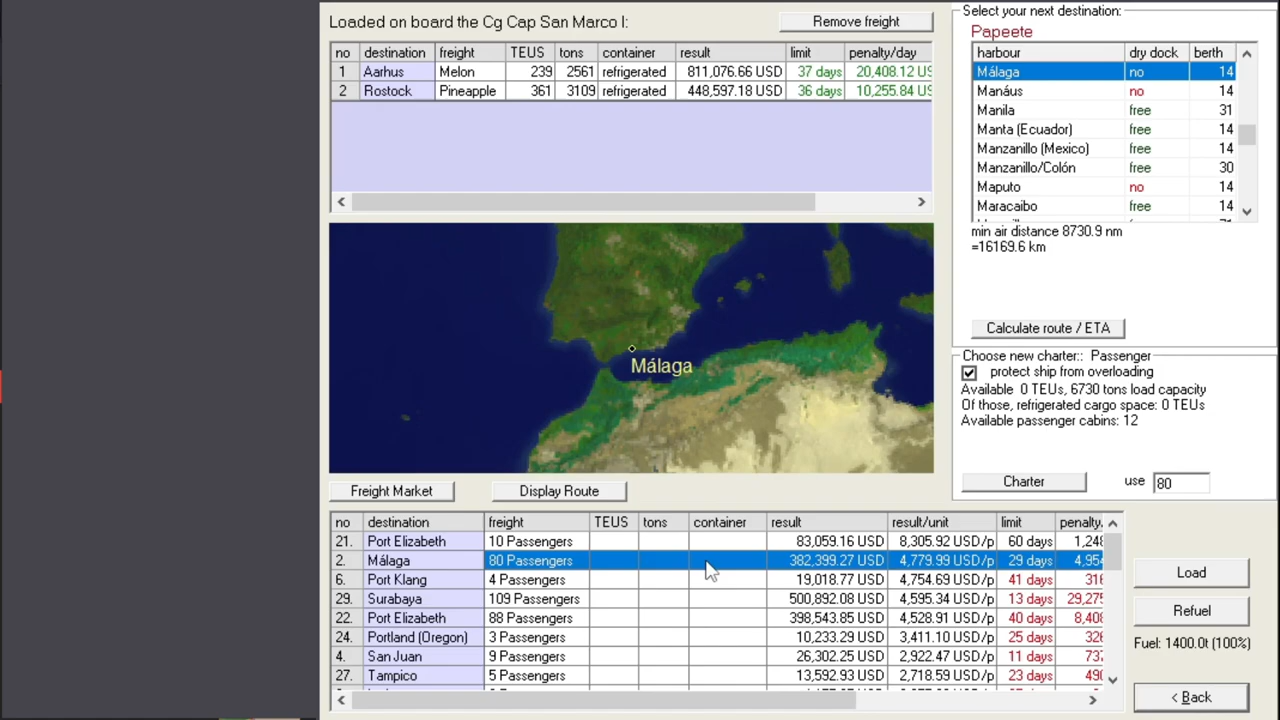 Loaded on board the Cg Cap San Marco I:
Remove freight
no destination freight TEUS tons container result limit penalty/day
1 Aarhus Melon 239 2561 refrigerated 811,076.66 USD 37 days 20,408.12 US
2 Rostock Pineapple 361 3109 refrigerated 448,597.18 USD 36 days 10,255.84 US
Málaga
Freight Market
Display Route
no destination freight TEUS tons container result result/unit limit penalty.
21. Port Elizabeth 10 Passengers 83,059.16 USD 8,305.92 USD/p 60 days 1,248
2. Málaga 80 Passengers 382,399.27 USD 4,779.99 USD/p 29 days 4,954
6. Port Klang 4 Passengers 19,018.77 USD 4,754.69 USD/p 41 days 316
29. Surabaya 109 Passengers 500,892.08 USD 4,595.34 USD/p 13 days 29,275
22. Port Elizabeth 88 Passengers 398,543.85 USD 4,528.91 USD/p 40 days 8,408
24. Portland (Oregon) 3 Passengers 10,233.29 USD 3,411.10 USD/p 25 days 326
4. San Juan 9 Passengers 26,302.25 USD 2,922.47 USD/p 11 days 737
27. Tampico 5 Passengers 13,592.93 USD 2,718.59 USD/p 23 days 490
Select your next destination:
Papeete
harbour dry dock berth
Málaga no 14
Manáus no 14
Manila free 31
Manta (Ecuador) free 14
Manzanillo (Mexico) free 14
Manzanillo/Colón free 30
Maputo no 14
Maracaibo free 14
min air distance 8730.9 nm
=16169.6 km
Calculate route / ETA
Choose new charter:: Passenger
protect ship from overloading
Available 0 TEUs, 6730 tons load capacity
Of those, refrigerated cargo space: 0 TEUs
Available passenger cabins: 12
Charter
use 80
Load
Refuel
Fuel: 1400.0t (100%)
< Back